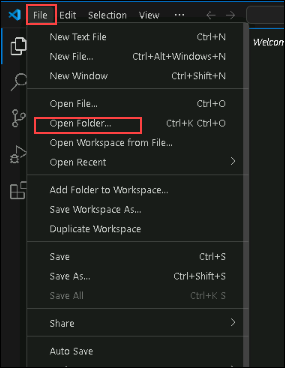 File Edit Selection View ...
Welcom
New Text File Ctrl+N
New File... Ctrl+Alt+Windows+N
New Window Ctrl+Shift+N
Open File... Ctrl+O
Open Folder... Ctrl+K Ctrl+O
Open Workspace from File...
Open Recent
Add Folder to Workspace...
Save Workspace As...
Duplicate Workspace
Save Ctrl+S
Save As... Ctrl+Shift+S
Save All Ctrl+K S
Share
Auto Save